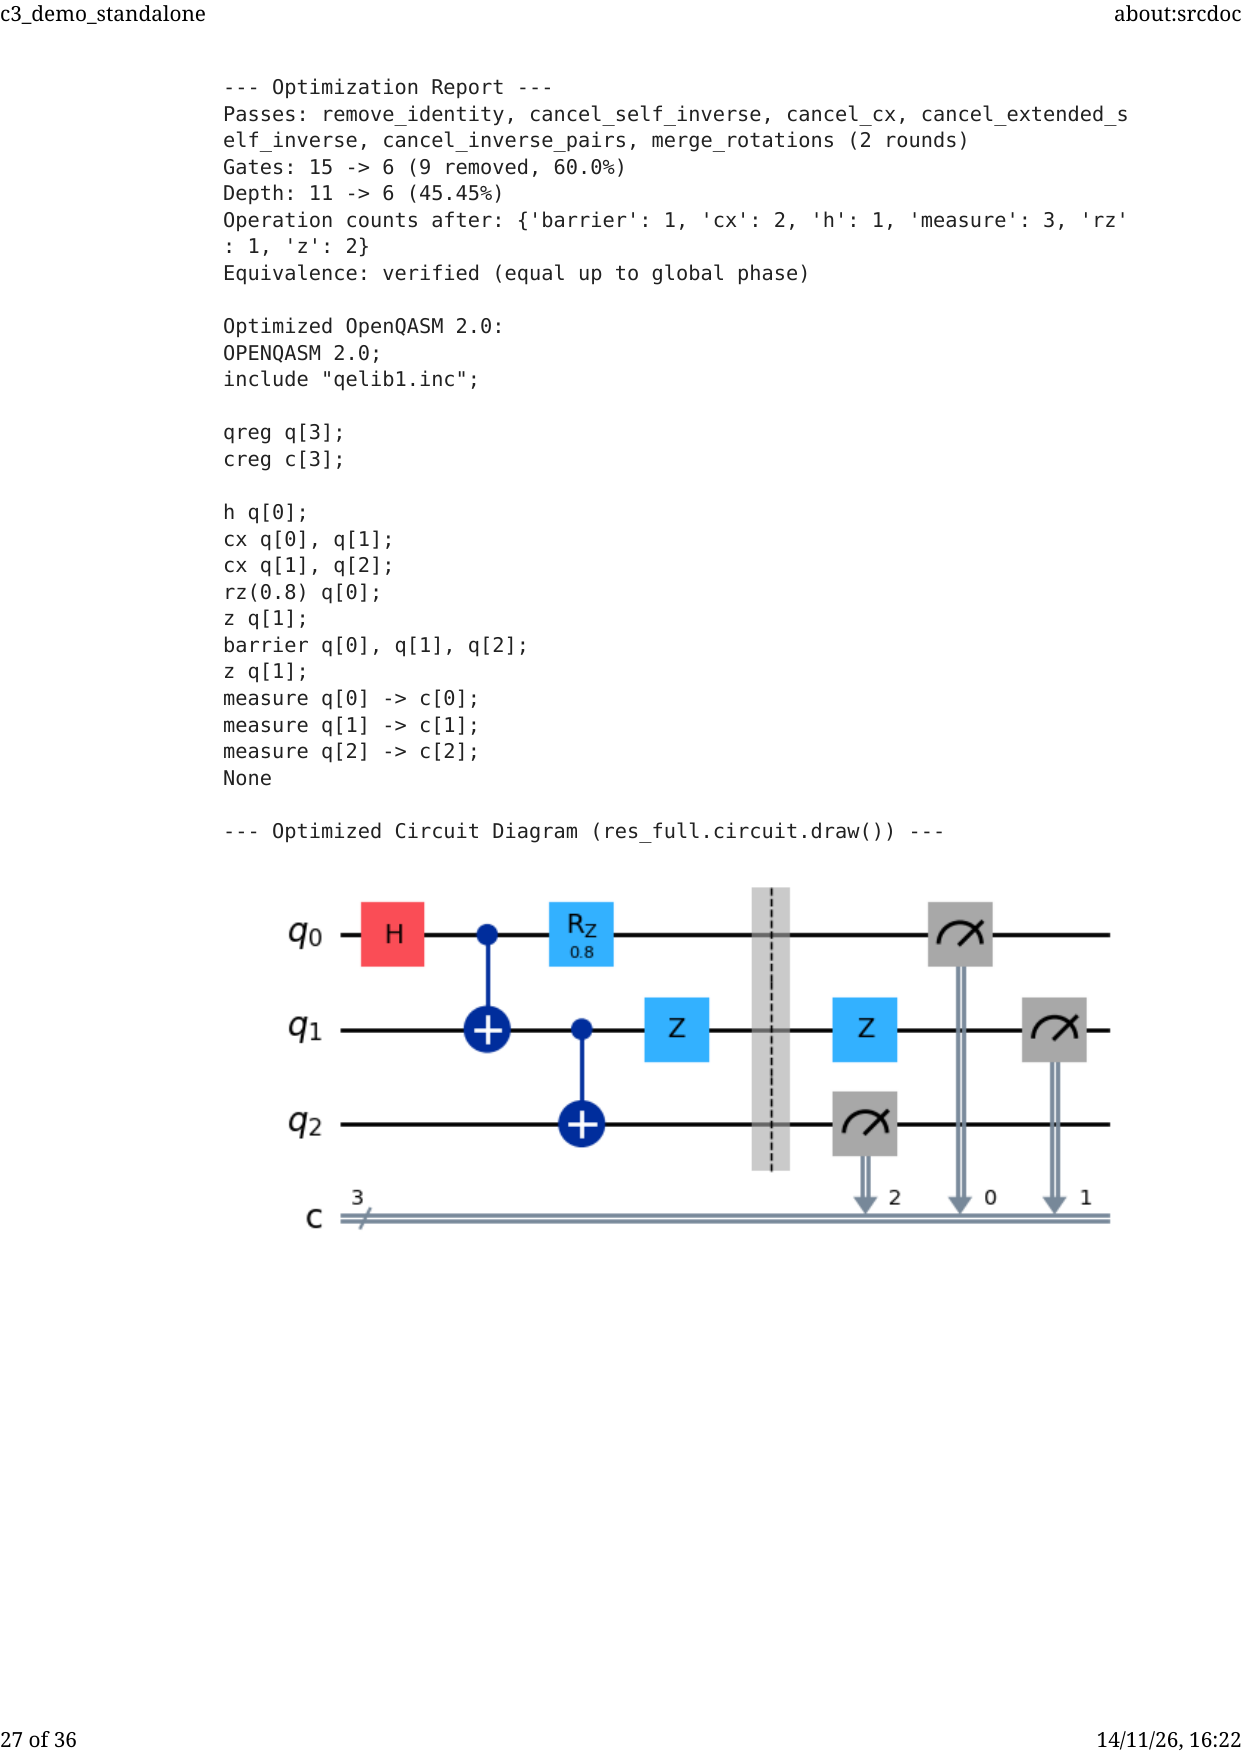 c3_demo_standalone about:srcdoc
--- Optimization Report ---
Passes: remove_identity, cancel_self_inverse, cancel_cx, cancel_extended_s
elf_inverse, cancel_inverse_pairs, merge_rotations (2 rounds)
Gates: 15 -> 6 (9 removed, 60.0%)
Depth: 11 -> 6 (45.45%)
Operation counts after: {'barrier': 1, 'cx': 2, 'h': 1, 'measure': 3, 'rz'
: 1, 'z': 2}
Equivalence: verified (equal up to global phase)

Optimized OpenQASM 2.0:
OPENQASM 2.0;
include "qelib1.inc";

qreg q[3];
creg c[3];

h q[0];
cx q[0], q[1];
cx q[1], q[2];
rz(0.8) q[0];
z q[1];
barrier q[0], q[1], q[2];
z q[1];
measure q[0] -> c[0];
measure q[1] -> c[1];
measure q[2] -> c[2];
None

--- Optimized Circuit Diagram (res_full.circuit.draw()) ---
q0 H RZ
0.8
q1 Z Z
q2
3 2 0 1
c
27 of 36 14/11/26, 16:22